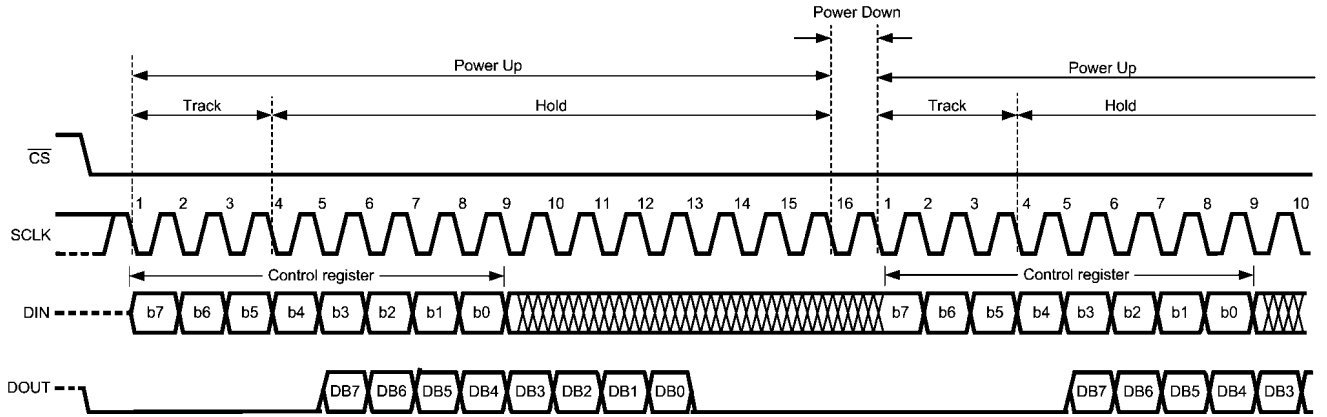 Power Down
Power Up Power Up
Track Hold Track Hold
CS
1 2 3 4 5 6 7 8 9 10 11 12 13 14 15 16 1 2 3 4 5 6 7 8 9 10
SCLK
Control register Control register
DIN b7 b6 b5 b4 b3 b2 b1 b0 b7 b6 b5 b4 b3 b2 b1 b0
DOUT DB7 DB6 DB5 DB4 DB3 DB2 DB1 DB0 DB7 DB6 DB5 DB4 DB3